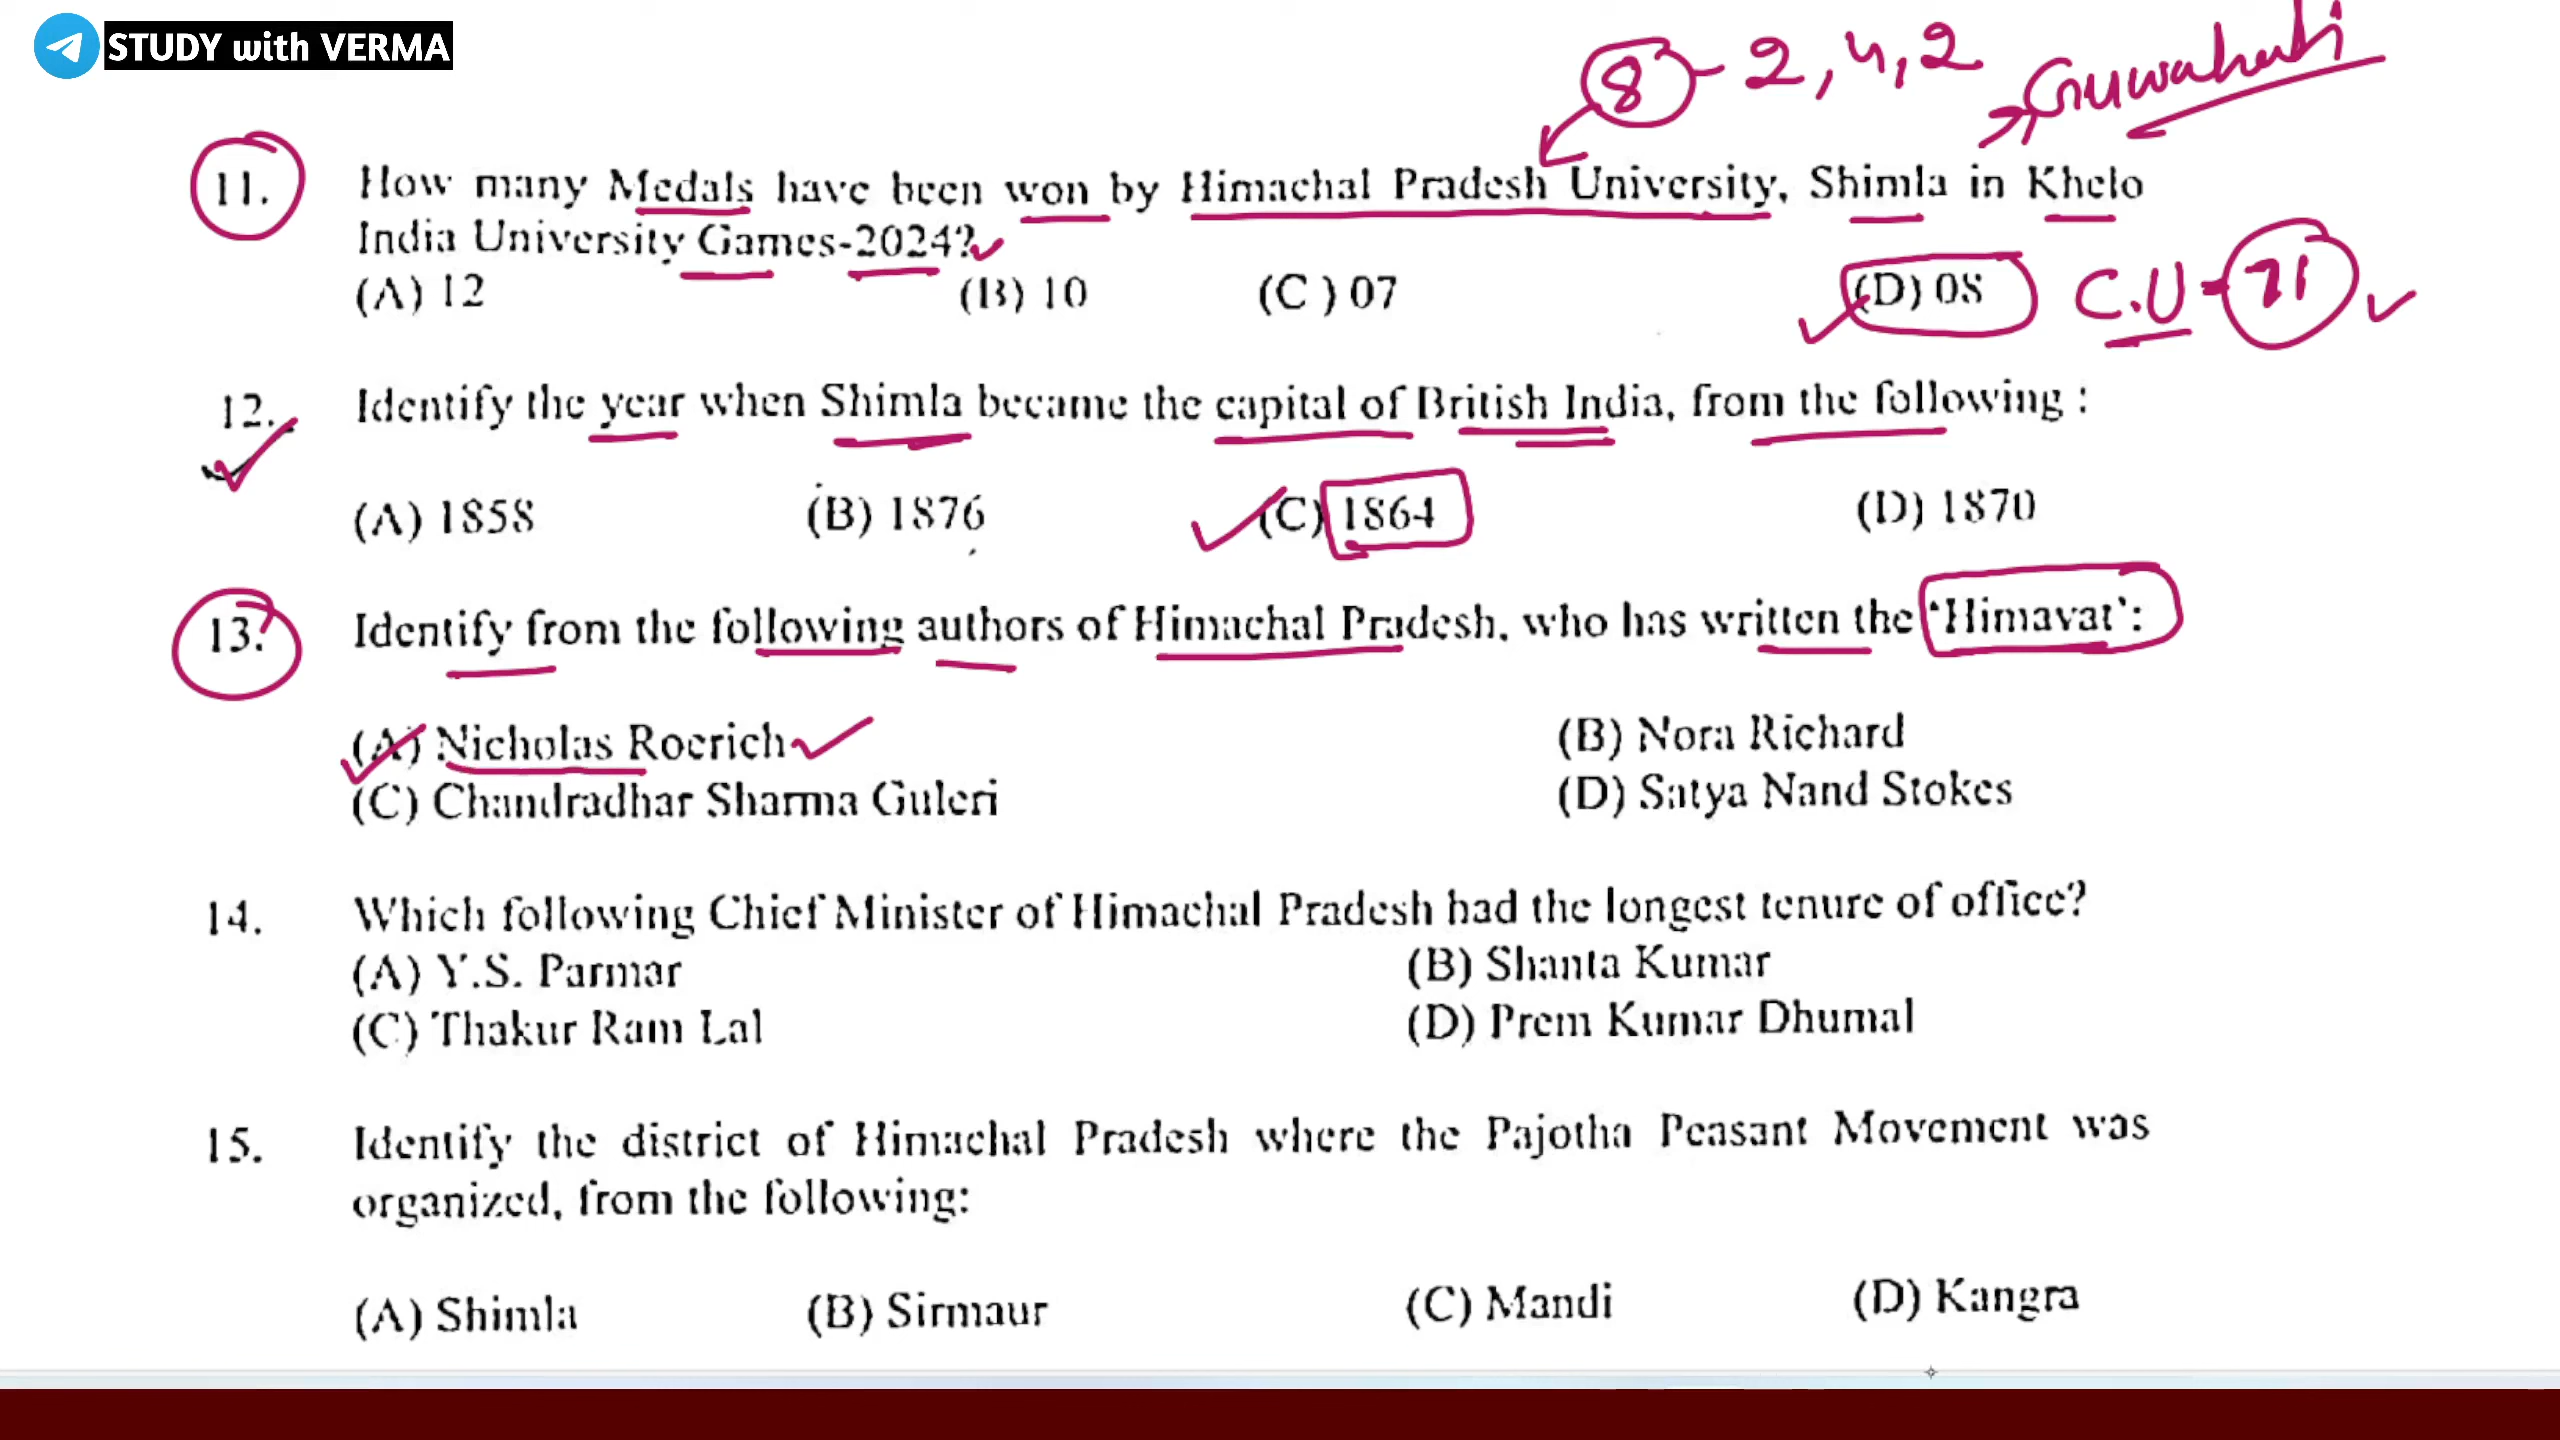 STUDY with VERMA
8 - 2, 4, 2
Guwahati
11. How many Medals have been won by Himachal Pradesh University, Shimla in Khelo
India University Games-2024?
(A) 12 (B) 10 (C ) 07 (D) 08
C.U - 71
12. Identify the year when Shimla became the capital of British India, from the following :
(A) 1858 (B) 1876 (C) 1864 (D) 1870
13. Identify from the following authors of Himachal Pradesh, who has written the ‘Himavat’:
(A) Nicholas Roerich (B) Nora Richard
(C) Chandradhar Sharma Guleri (D) Satya Nand Stokes
14. Which following Chief Minister of Himachal Pradesh had the longest tenure of office?
(A) Y.S. Parmar (B) Shanta Kumar
(C) Thakur Ram Lal (D) Prem Kumar Dhumal
15. Identify the district of Himachal Pradesh where the Pajotha Peasant Movement was
organized, from the following:
(A) Shimla (B) Sirmaur (C) Mandi (D) Kangra